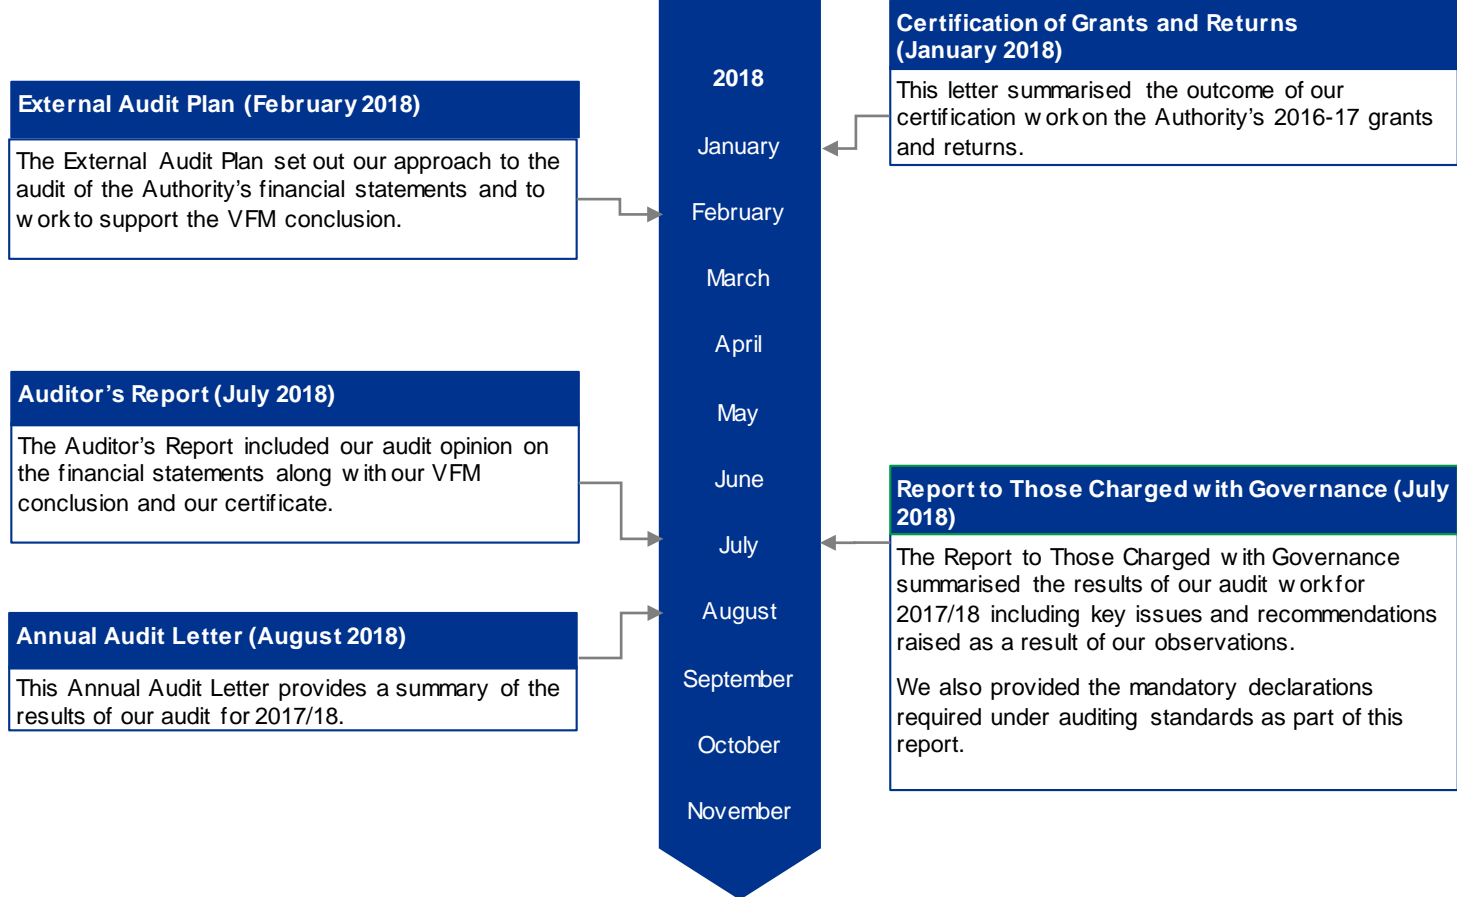 External Audit Plan (February 2018)
The External Audit Plan set out our approach to the
audit of the Authority's financial statements and to
work to support the VFM conclusion.
Auditor's Report (July 2018)
The Auditor's Report included our audit opinion on
the financial statements along with our VFM
conclusion and our certificate.
Annual Audit Letter (August 2018)
This Annual Audit Letter provides a summary of the
results of our audit for 2017/18.
2018
January
February
March
April
May
June
July
August
September
October
November
Certification of Grants and Returns
(January 2018)
This letter summarised the outcome of our
certification work on the Authority's 2016-17 grants
and returns.
Report to Those Charged with Governance (July
2018)
The Report to Those Charged with Governance
summarised the results of our audit work for
2017/18 including key issues and recommendations
raised as a result of our observations.
We also provided the mandatory declarations
required under auditing standards as part of this
report.